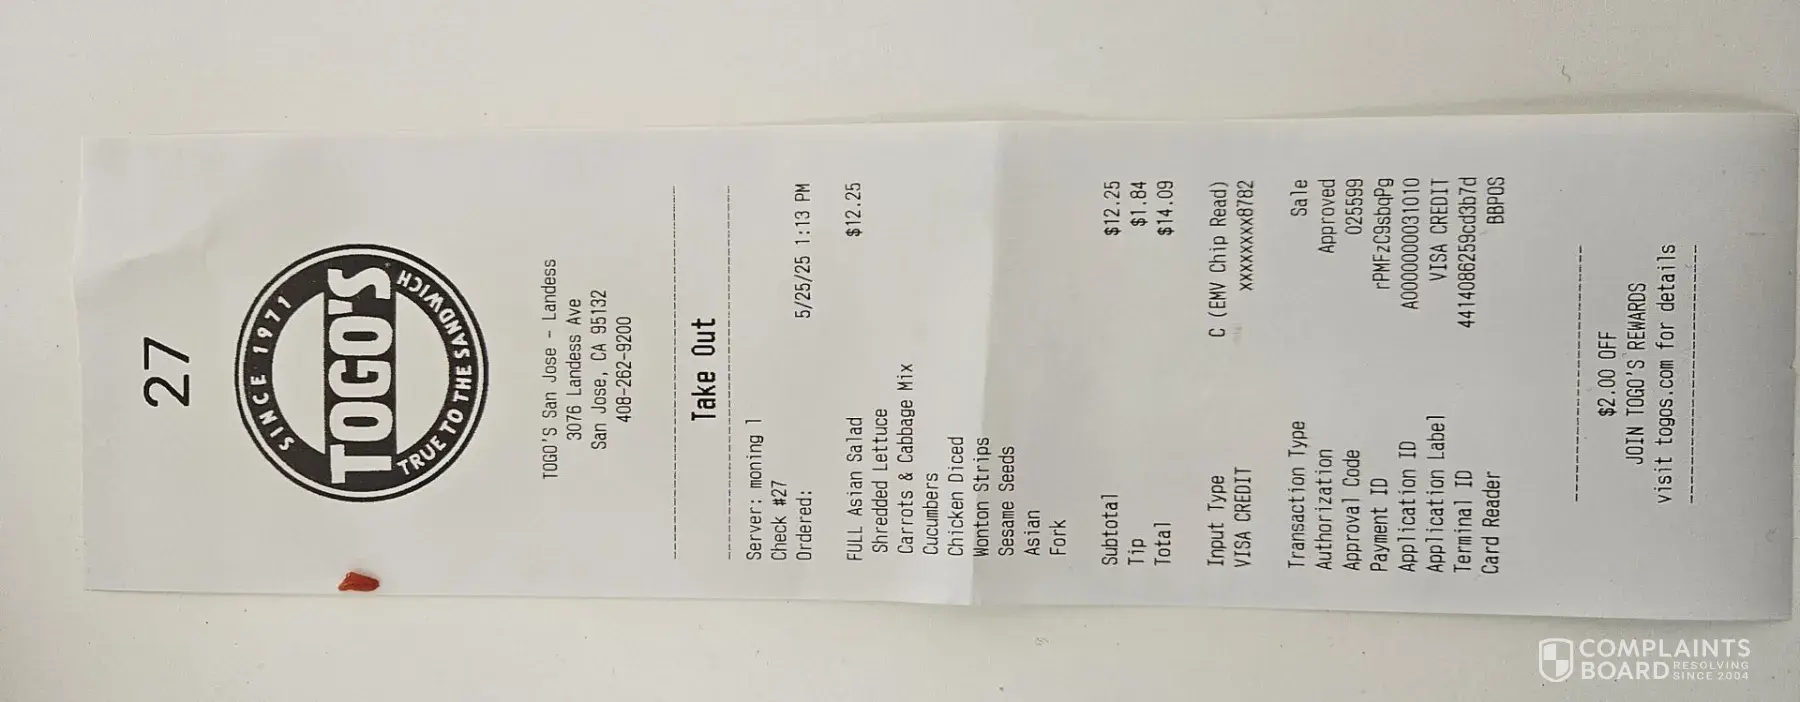 27
SINCE 1971
TOGO'S
TRUE TO THE SANDWICH
TOGO'S San Jose - Landess
3076 Landess Ave
San Jose, CA 95132
408-262-9200
Take Out
Server: moning 1
Check #27
Ordered: 5/25/25 1:13 PM
FULL Asian Salad $12.25
Shredded Lettuce
Carrots & Cabbage Mix
Cucumbers
Chicken Diced
Wonton Strips
Sesame Seeds
Asian
Fork
Subtotal $12.25
Tip $1.84
Total $14.09
Input Type C (EMV Chip Read)
VISA CREDIT xxxxxxxx8782
Transaction Type Sale
Authorization Approved
Approval Code 025599
Payment ID rPMFzC9sbqPg
Application ID A0000000031010
Application Label VISA CREDIT
Terminal ID 4414086259cd3b7d
Card Reader BBPOS
$2.00 OFF
JOIN TOGO'S REWARDS
visit togos.com for details
COMPLAINTS
BOARD RESOLVING
SINCE 2004